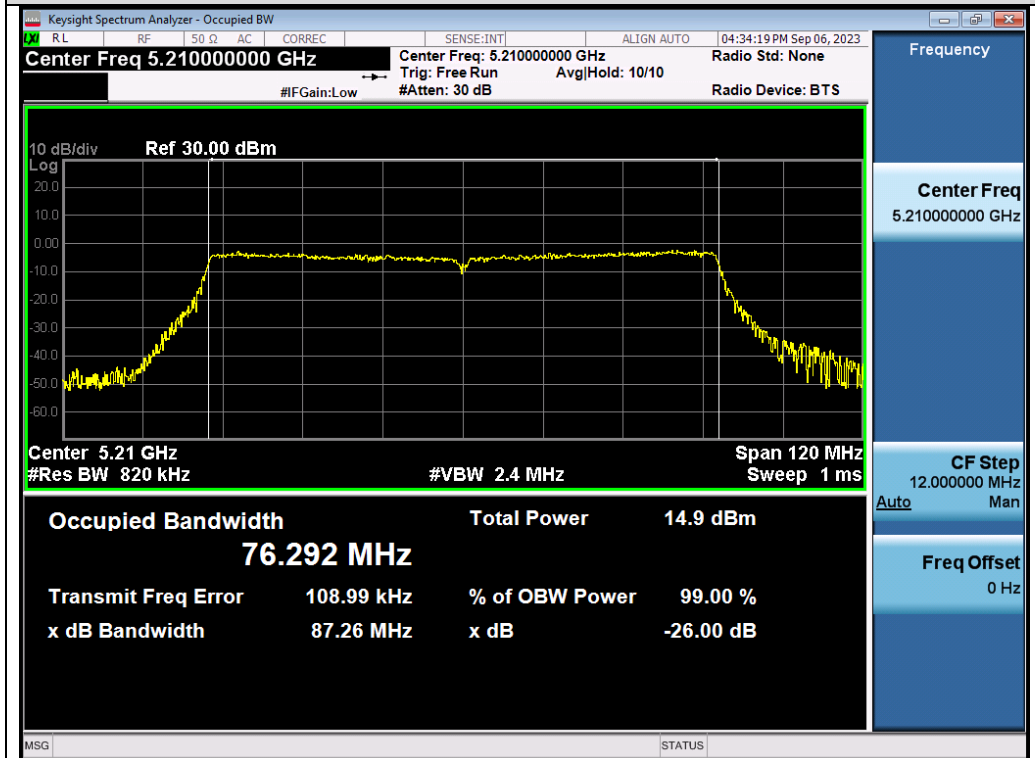 Keysight Spectrum Analyzer - Occupied BW
LXI RL RF 50 Ω AC CORREC SENSE:INT ALIGN AUTO 04:34:19 PM Sep 06, 2023
Center Freq 5.210000000 GHz
Center Freq: 5.210000000 GHz Radio Std: None
Trig: Free Run Avg|Hold: 10/10
#IFGain:Low #Atten: 30 dB Radio Device: BTS
10 dB/div Ref 30.00 dBm
Log
20.0
10.0
0.00
-10.0
-20.0
-30.0
-40.0
-50.0
-60.0
Center 5.21 GHz Span 120 MHz
#Res BW 820 kHz #VBW 2.4 MHz Sweep 1 ms
Occupied Bandwidth Total Power 14.9 dBm
76.292 MHz
Transmit Freq Error 108.99 kHz % of OBW Power 99.00 %
x dB Bandwidth 87.26 MHz x dB -26.00 dB
Frequency
Center Freq
5.210000000 GHz
CF Step
12.000000 MHz
Auto Man
Freq Offset
0 Hz
MSG STATUS